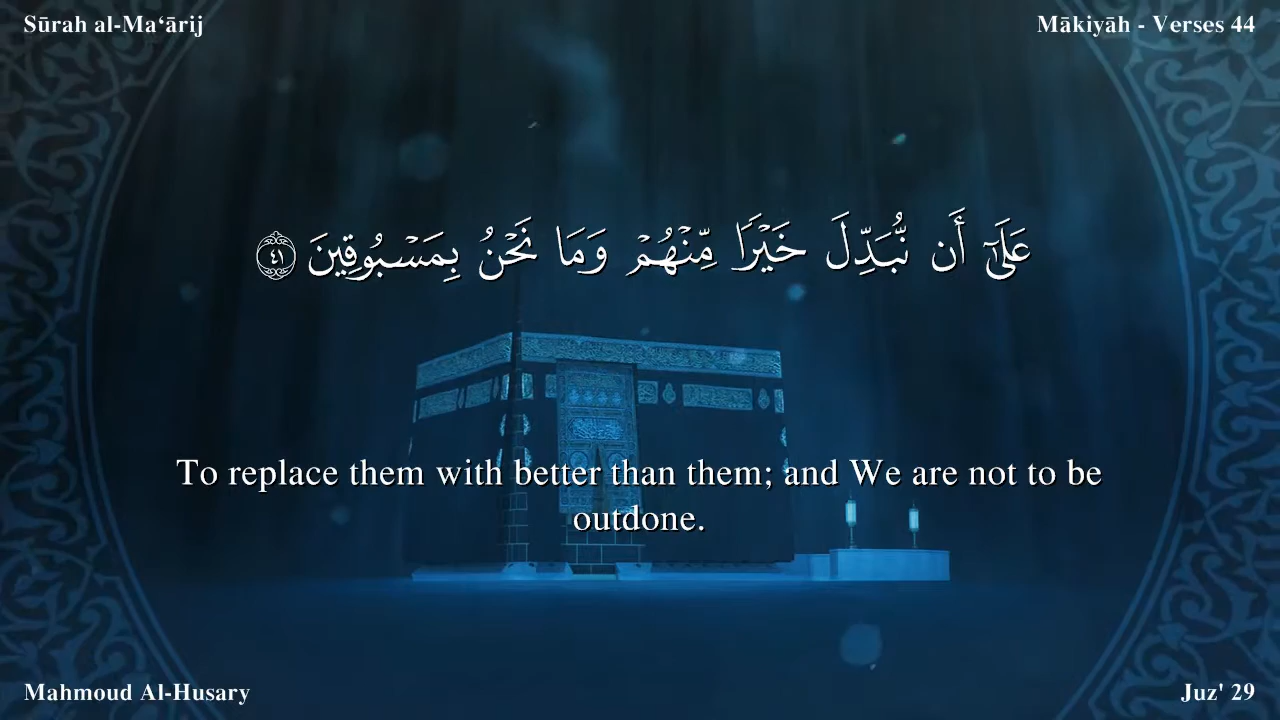 Sūrah al-Ma‘ārij
Mākiyāh - Verses 44
عَلَىٰٓ أَن نُّبَدِّلَ خَيْرًا مِّنْهُمْ وَمَا نَحْنُ بِمَسْبُوقِينَ ٤١
To replace them with better than them; and We are not to be
outdone.
Mahmoud Al-Husary
Juz' 29